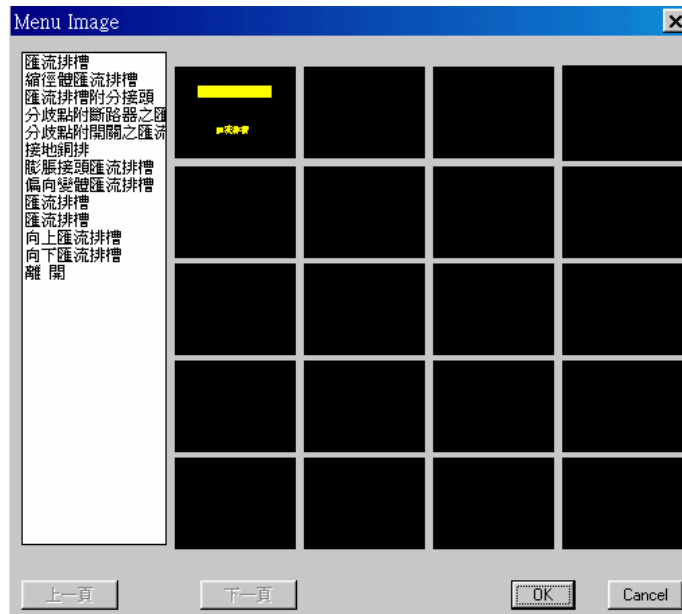 Menu Image
匯流排槽
縮徑體匯流排槽
匯流排槽附分接頭
分歧點附斷路器之匯
分歧點附開關之匯流
接地銅排
膨脹接頭匯流排槽
偏向變體匯流排槽
匯流排槽
匯流排槽
向上匯流排槽
向下匯流排槽
離 開
上一頁
下一頁
OK
Cancel